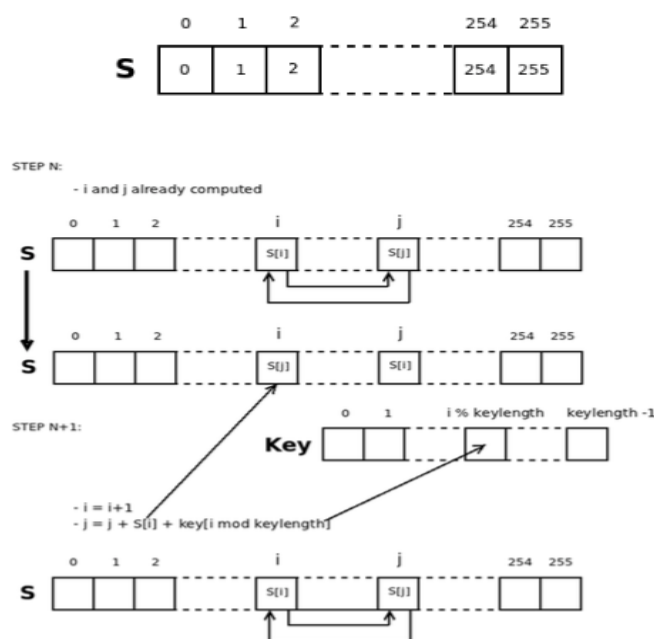 0 1 2 254 255
S 0 1 2 254 255
STEP N:
- i and j already computed
0 1 2 i j 254 255
S S[i] S[j]
0 1 2 i j 254 255
S S[j] S[i]
0 1 i % keylength keylength -1
STEP N+1:
Key
- i = i+1
- j = j + S[i] + key[i mod keylength]
0 1 2 i j 254 255
S S[i] S[j]